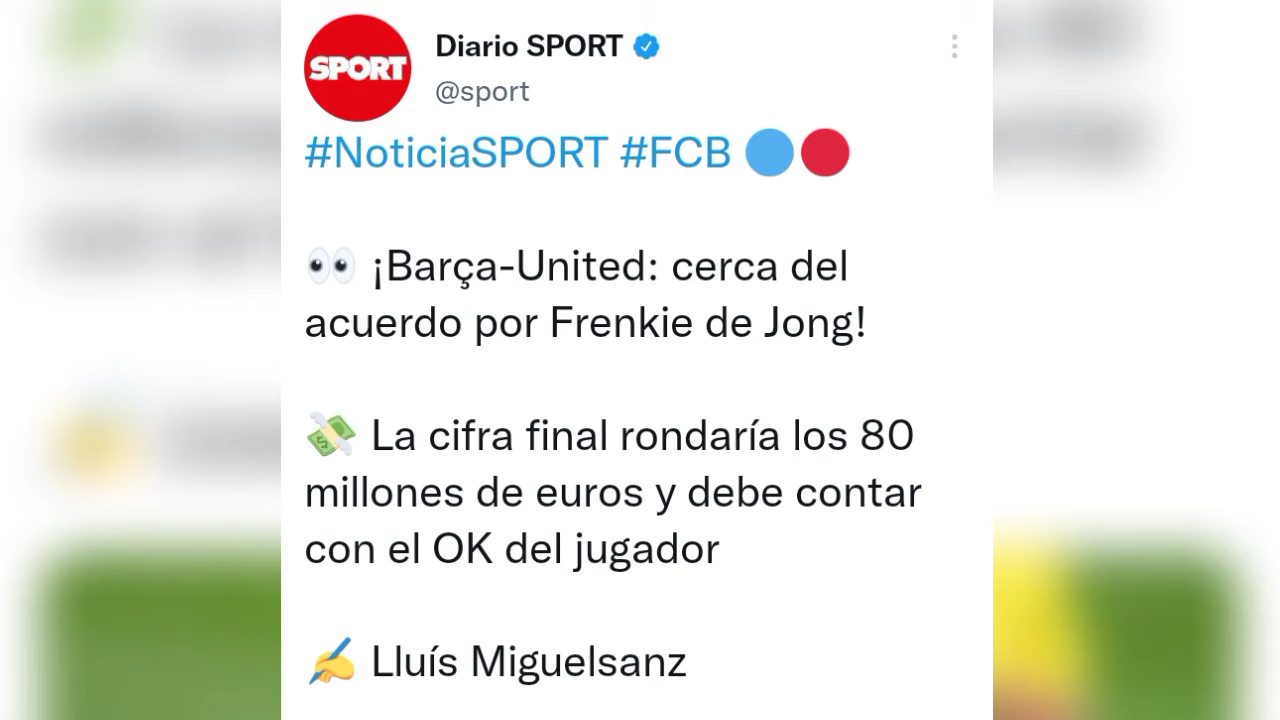 SPORT
Diario SPORT
@sport
#NoticiaSPORT #FCB 🔵🔴
👀 ¡Barça-United: cerca del
acuerdo por Frenkie de Jong!
💸 La cifra final rondaría los 80
millones de euros y debe contar
con el OK del jugador
✍️ Lluís Miguelsanz